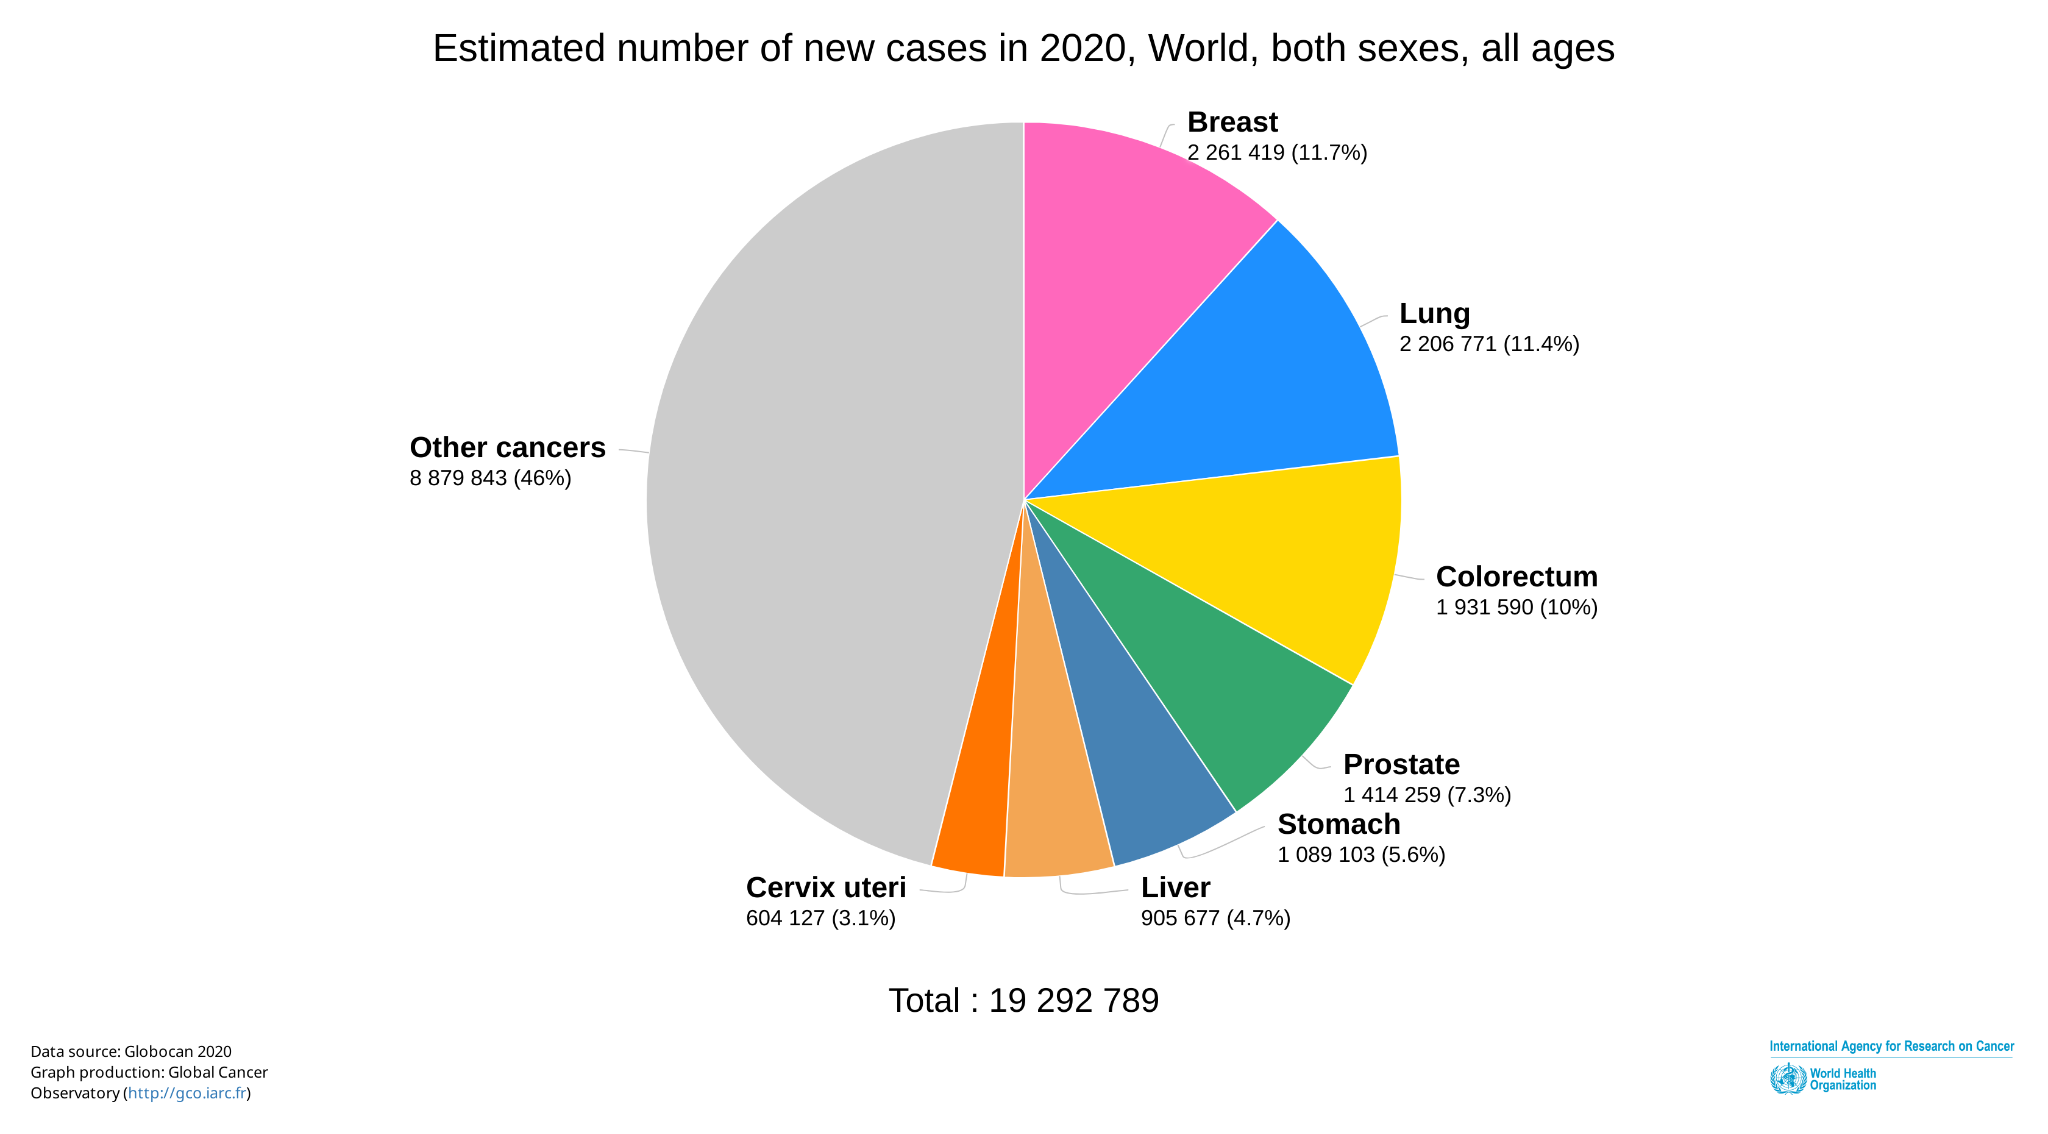 Estimated number of new cases in 2020, World, both sexes, all ages
Breast
2 261 419 (11.7%)
Lung
2 206 771 (11.4%)
Other cancers
8 879 843 (46%)
Colorectum
1 931 590 (10%)
Prostate
1 414 259 (7.3%)
Stomach
1 089 103 (5.6%)
Cervix uteri
604 127 (3.1%)
Liver
905 677 (4.7%)
Total : 19 292 789
Data source: Globocan 2020
Graph production: Global Cancer
Observatory (http://gco.iarc.fr)
International Agency for Research on Cancer
World Health
Organization